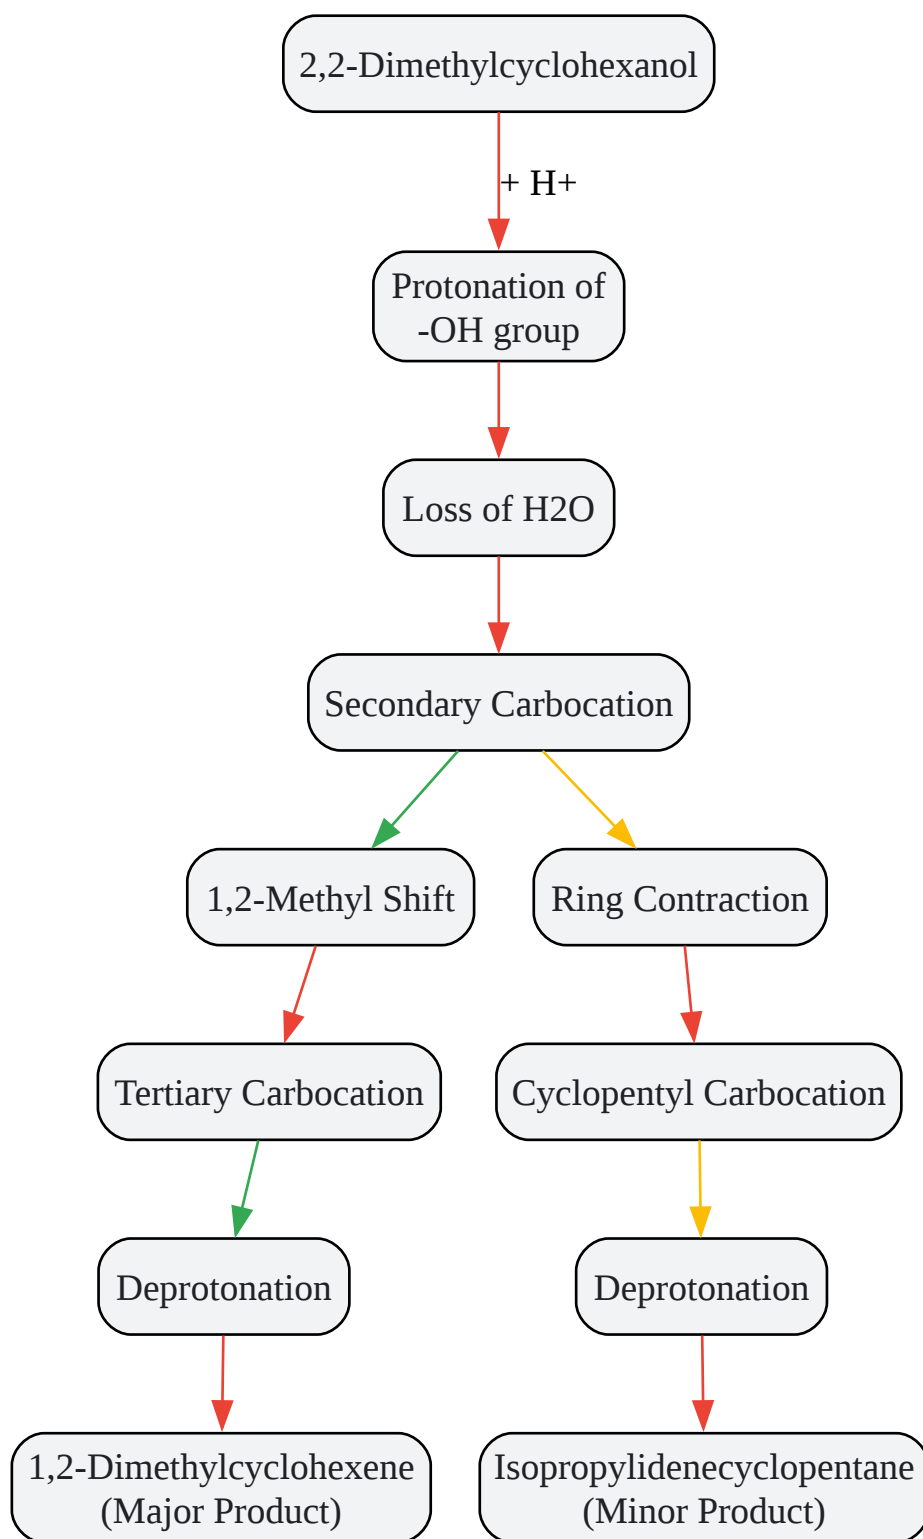 2,2-Dimethylcyclohexanol
+ H+
Protonation of
-OH group
Loss of H2O
Secondary Carbocation
1,2-Methyl Shift
Ring Contraction
Tertiary Carbocation
Cyclopentyl Carbocation
Deprotonation
Deprotonation
1,2-Dimethylcyclohexene
(Major Product)
Isopropylidenecyclopentane
(Minor Product)